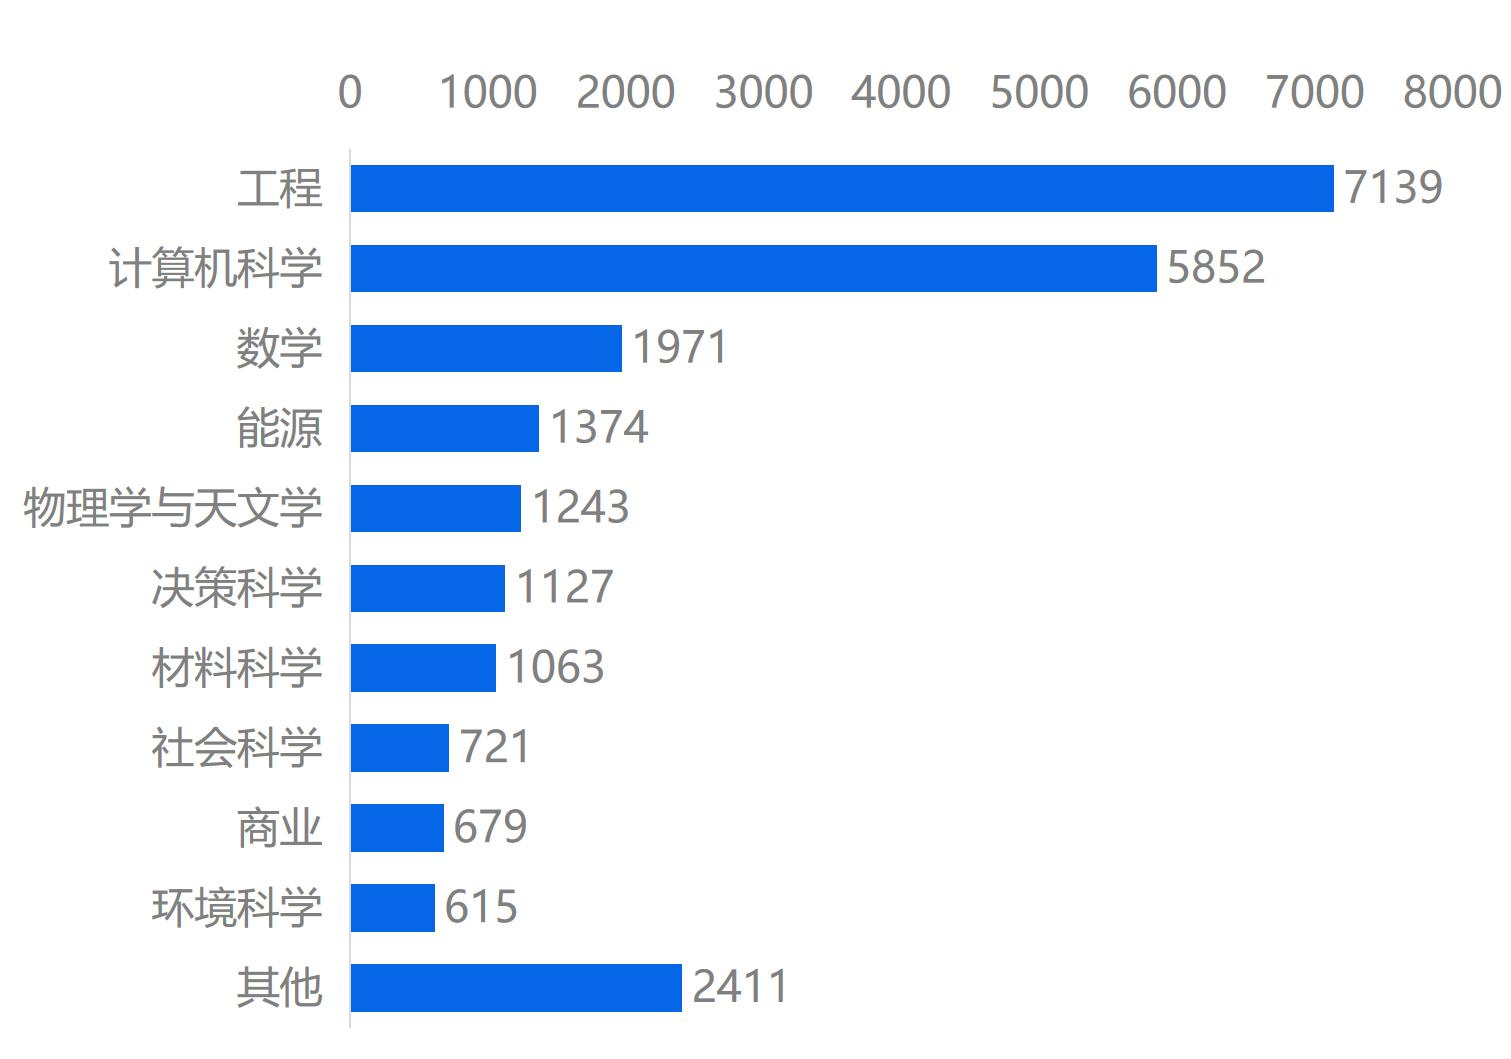 0 1000 2000 3000 4000 5000 6000 7000 8000
工程 7139
计算机科学 5852
数学 1971
能源 1374
物理学与天文学 1243
决策科学 1127
材料科学 1063
社会科学 721
商业 679
环境科学 615
其他 2411